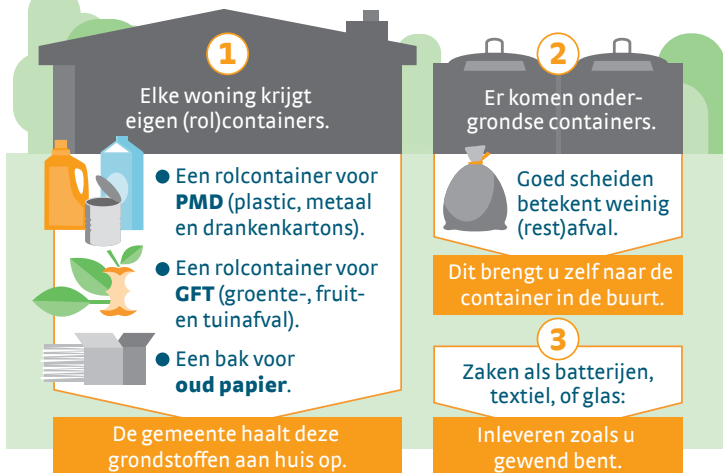 1
Elke woning krijgt
eigen (rol)containers.
● Een rolcontainer voor
PMD (plastic, metaal
en drankenkartons).
● Een rolcontainer voor
GFT (groente-, fruit-
en tuinafval).
● Een bak voor
oud papier.
De gemeente haalt deze
grondstoffen aan huis op.
2
Er komen onder-
grondse containers.
Goed scheiden
betekent weinig
(rest)afval.
Dit brengt u zelf naar de
container in de buurt.
3
Zaken als batterijen,
textiel, of glas:
Inleveren zoals u
gewend bent.